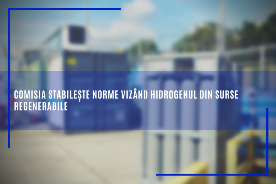 COMISIA STABILEȘTE NORME VIZÂND HIDROGENUL DIN SURSE
REGENERABILE